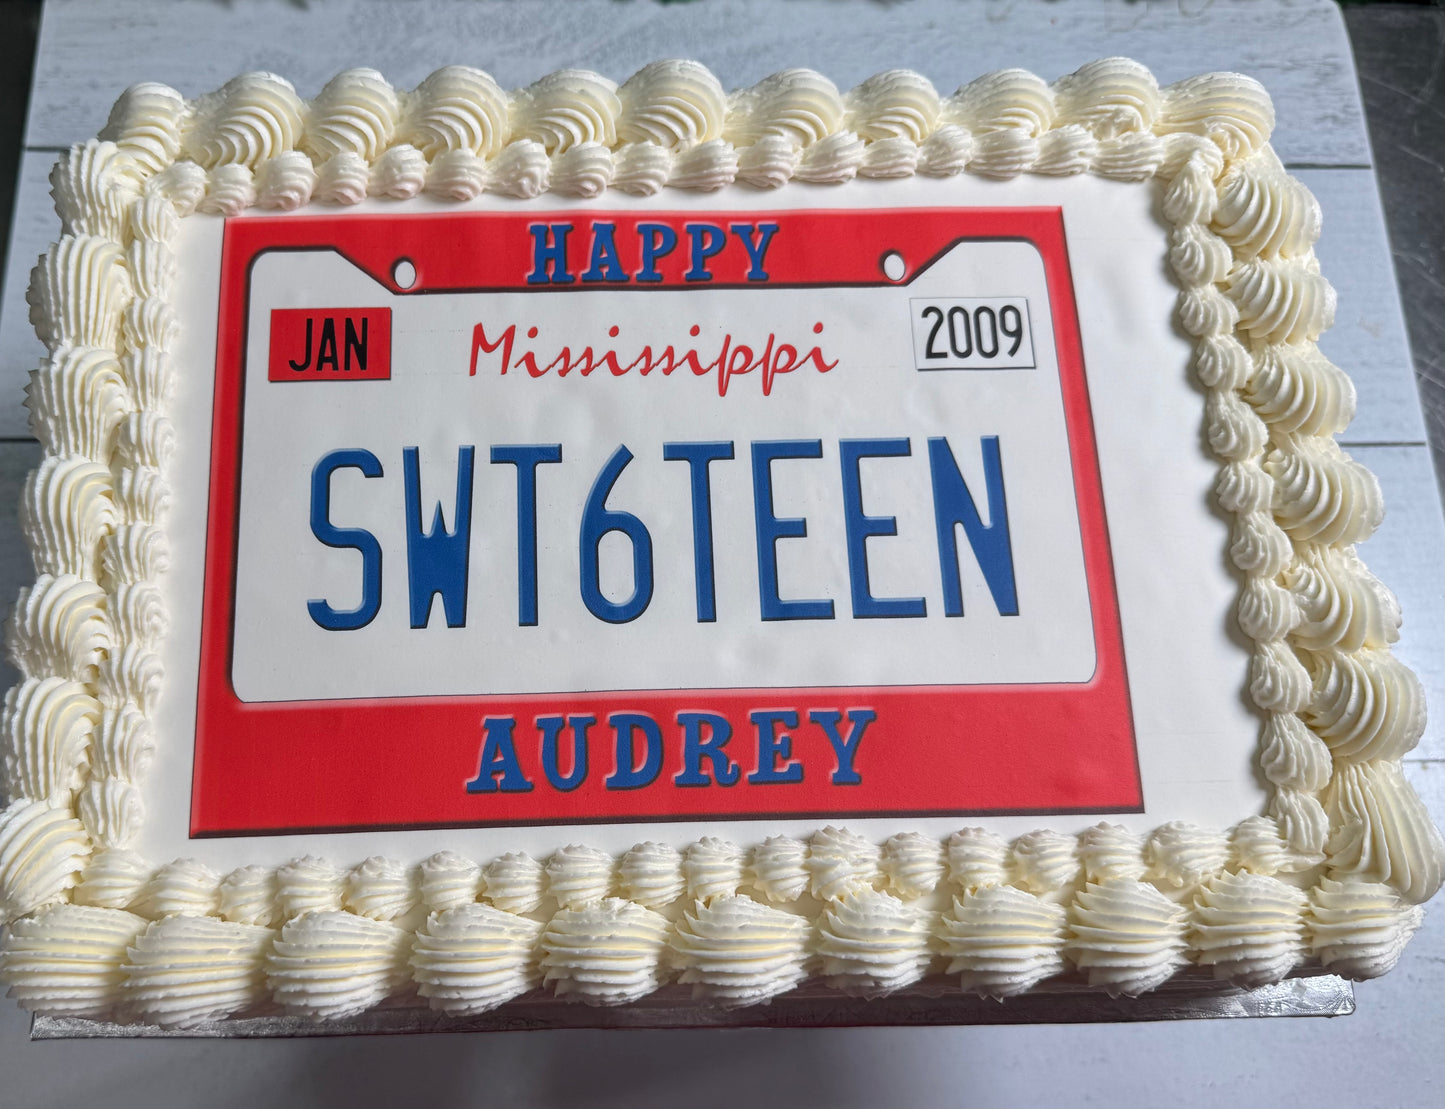 HAPPY
JAN Mississippi 2009
SWT6TEEN
AUDREY